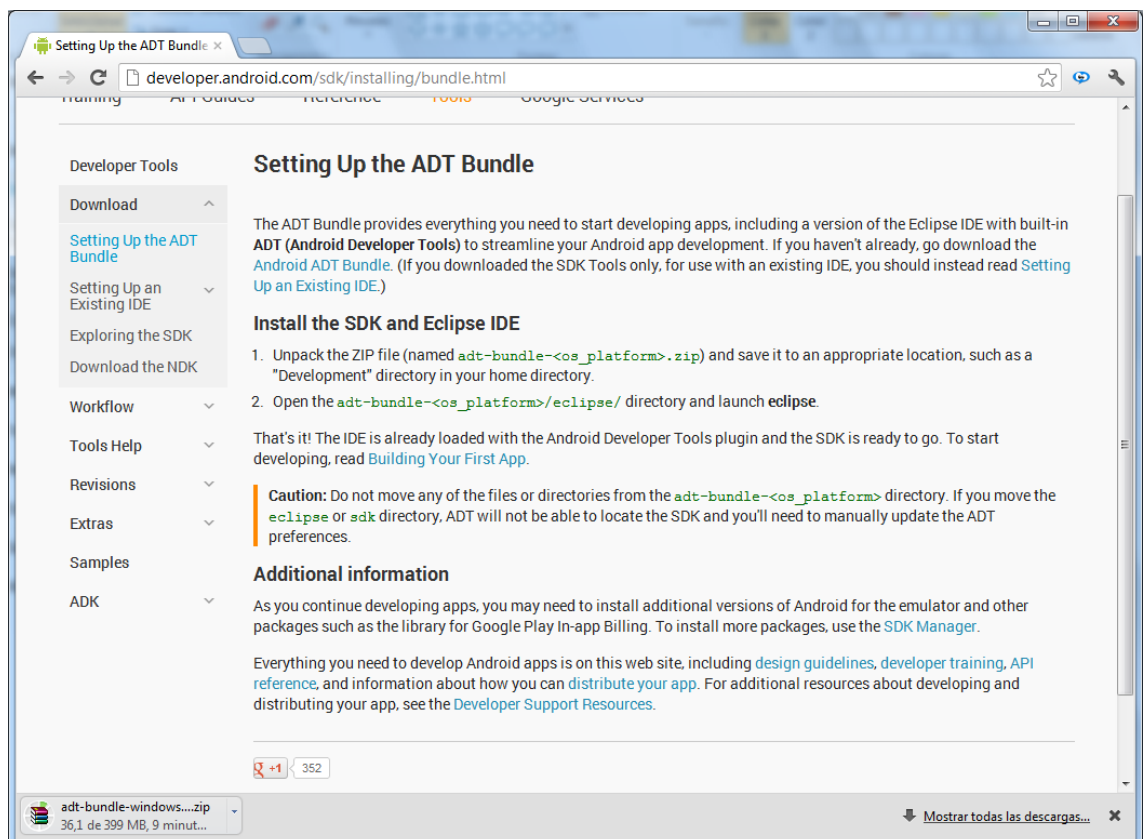 Setting Up the ADT Bundle
developer.android.com/sdk/installing/bundle.html
Training API Guides Reference Tools Google Services
Developer Tools
Download
Setting Up the ADT
Bundle
Setting Up an
Existing IDE
Exploring the SDK
Download the NDK
Workflow
Tools Help
Revisions
Extras
Samples
ADK
Setting Up the ADT Bundle
The ADT Bundle provides everything you need to start developing apps, including a version of the Eclipse IDE with built-in
ADT (Android Developer Tools) to streamline your Android app development. If you haven't already, go download the
Android ADT Bundle. (If you downloaded the SDK Tools only, for use with an existing IDE, you should instead read Setting
Up an Existing IDE.)
Install the SDK and Eclipse IDE
1. Unpack the ZIP file (named adt-bundle-<os_platform>.zip) and save it to an appropriate location, such as a
"Development" directory in your home directory.
2. Open the adt-bundle-<os_platform>/eclipse/ directory and launch eclipse.
That's it! The IDE is already loaded with the Android Developer Tools plugin and the SDK is ready to go. To start
developing, read Building Your First App.
Caution: Do not move any of the files or directories from the adt-bundle-<os_platform> directory. If you move the
eclipse or sdk directory, ADT will not be able to locate the SDK and you'll need to manually update the ADT
preferences.
Additional information
As you continue developing apps, you may need to install additional versions of Android for the emulator and other
packages such as the library for Google Play In-app Billing. To install more packages, use the SDK Manager.
Everything you need to develop Android apps is on this web site, including design guidelines, developer training, API
reference, and information about how you can distribute your app. For additional resources about developing and
distributing your app, see the Developer Support Resources.
+1 352
adt-bundle-windows....zip
36,1 de 399 MB, 9 minut...
Mostrar todas las descargas...